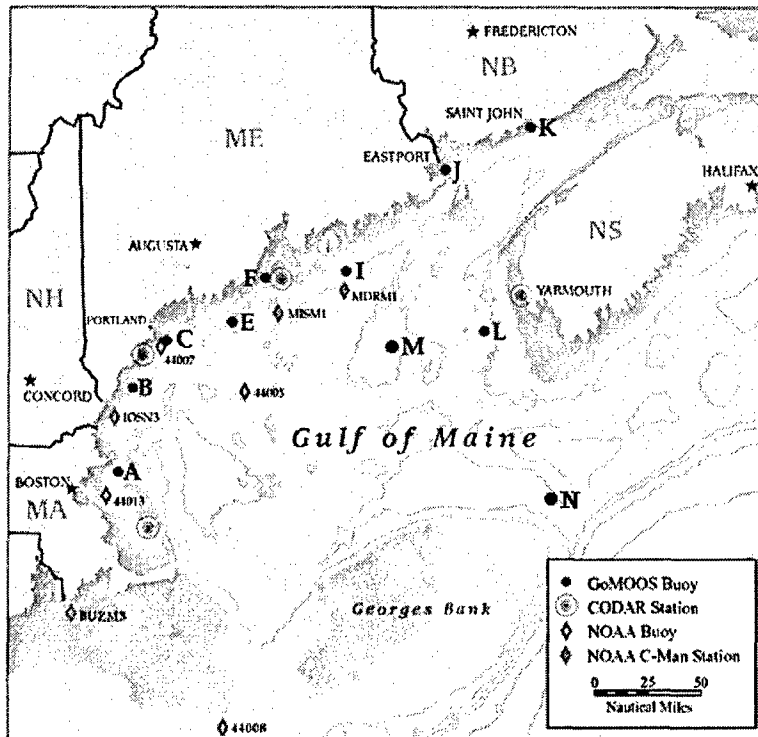 FREDERICTON
NB
SAINT JOHN
K
ME
EASTPORT
J
HALIFAX
AUGUSTA
NS
F
I
MDRM1
YARMOUTH
NH
PORTLAND
E
MISM1
C
44007
L
M
B
CONCORD
44005
IOSN3
Gulf of Maine
A
BOSTON
44013
MA
N
Georges Bank
BUZM3
44008
GoMOOS Buoy
CODAR Station
NOAA Buoy
NOAA C-Man Station
0 25 50
Nautical Miles